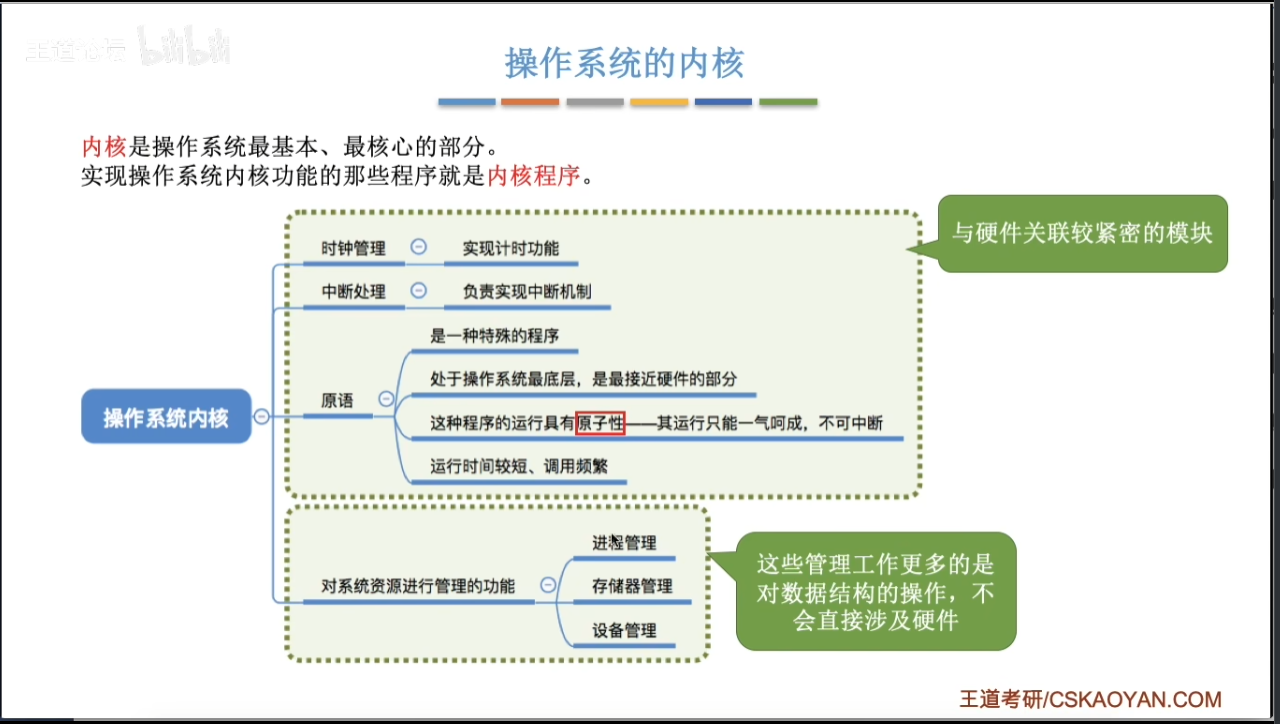 王道论坛 bilibili
操作系统的内核
内核是操作系统最基本、最核心的部分。
实现操作系统内核功能的那些程序就是内核程序。
与硬件关联较紧密的模块
时钟管理 实现计时功能
中断处理 负责实现中断机制
是一种特殊的程序
处于操作系统最底层，是最接近硬件的部分
原语
这种程序的运行具有原子性——其运行只能一气呵成，不可中断
运行时间较短、调用频繁
操作系统内核
进程管理
对系统资源进行管理的功能
存储器管理
设备管理
这些管理工作更多的是
对数据结构的操作，不
会直接涉及硬件
王道考研/CSKAOYAN.COM